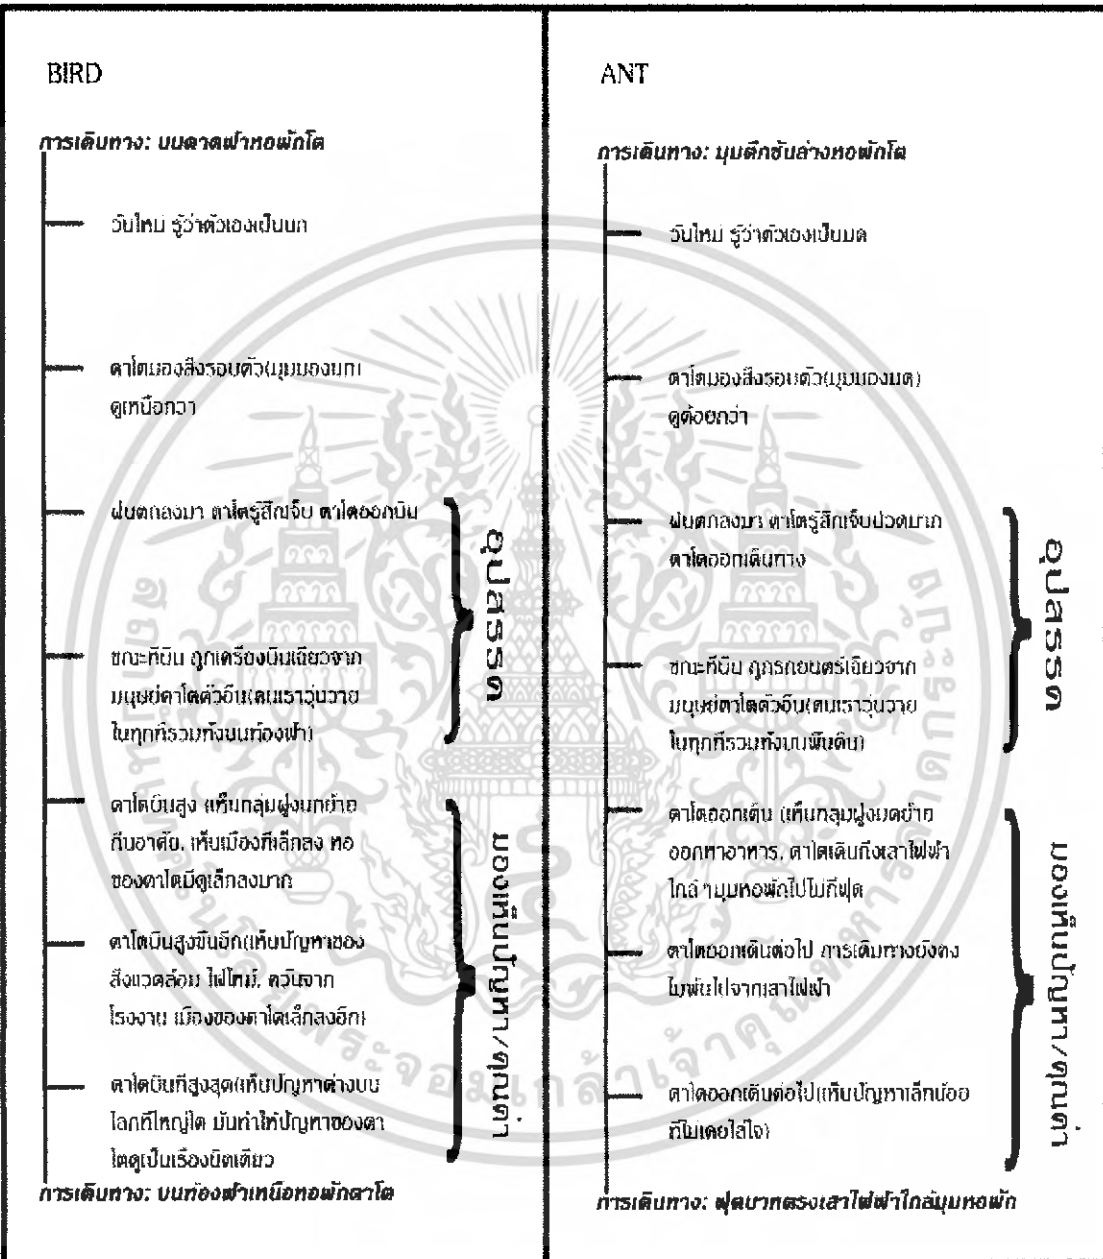 BIRD
การเดินทาง: บนดาดฟ้าหอพักโต
วันใหม่ รู้ว่าตัวเองเป็นนก
ตาโตมองสิ่งรอบตัว(มุมมองนก)
ดูเหนือกว่า
ฝนตกลงมา ตาโตรู้สึกเจ็บ ตาโตออกบิน
ขณะที่บิน ถูกเครื่องบินเฉี่ยวจาก
มนุษย์ตาโตตัวอื่น(คนเราวุ่นวาย
ในทุกที่รวมทั้งบนท้องฟ้า)
อุปสรรค
ตาโตบินสูง (เห็นกลุ่มฝูงนกย้าย
ถิ่นอาศัย, เห็นเมืองที่เล็กลง หอ
ของตาโตมีดูเล็กลงมาก
ตาโตบินสูงขึ้นอีก(เห็นปัญหาของ
สิ่งแวดล้อม ไฟไหม้, ควันจาก
โรงงาน เมืองของตาโตเล็กลงอีก)
ตาโตบินที่สูงสุด(เห็นปัญหาต่างบน
โลกที่ใหญ่โต มันทำให้ปัญหาของตา
โตดูเป็นเรื่องนิดเดียว
มองเห็นปัญหา/คุณค่า
การเดินทาง: บนท้องฟ้าเหนือหอพักตาโต
ANT
การเดินทาง: มุมตึกชั้นล่างหอพักโต
วันใหม่ รู้ว่าตัวเองเป็นมด
ตาโตมองสิ่งรอบตัว(มุมมองมด)
ดูด้อยกว่า
ฝนตกลงมา ตาโตรู้สึกเจ็บปวดมาก
ตาโตออกเดินทาง
ขณะที่บิน ถูกรถยนตร์เฉี่ยวจาก
มนุษย์ตาโตตัวอื่น(คนเราวุ่นวาย
ในทุกที่รวมทั้งบนพื้นดิน)
อุปสรรค
ตาโตออกเดิน (เห็นกลุ่มฝูงมดย้าย
ออกหาอาหาร, ตาโตเดินถึงเสาไฟฟ้า
ใกล้ ๆมุมหอพักไปไม่กี่ฟุต
ตาโตออกเดินต่อไป การเดินทางยังคง
ไม่พ้นไปจากเสาไฟฟ้า
ตาโตออกเดินต่อไป(เห็นปัญหาเล็กน้อย
ที่ไม่เคยใส่ใจ)
มองเห็นปัญหา/คุณค่า
การเดินทาง: ฟุตบาทตรงเสาไฟฟ้าใกล้มุมหอพัก